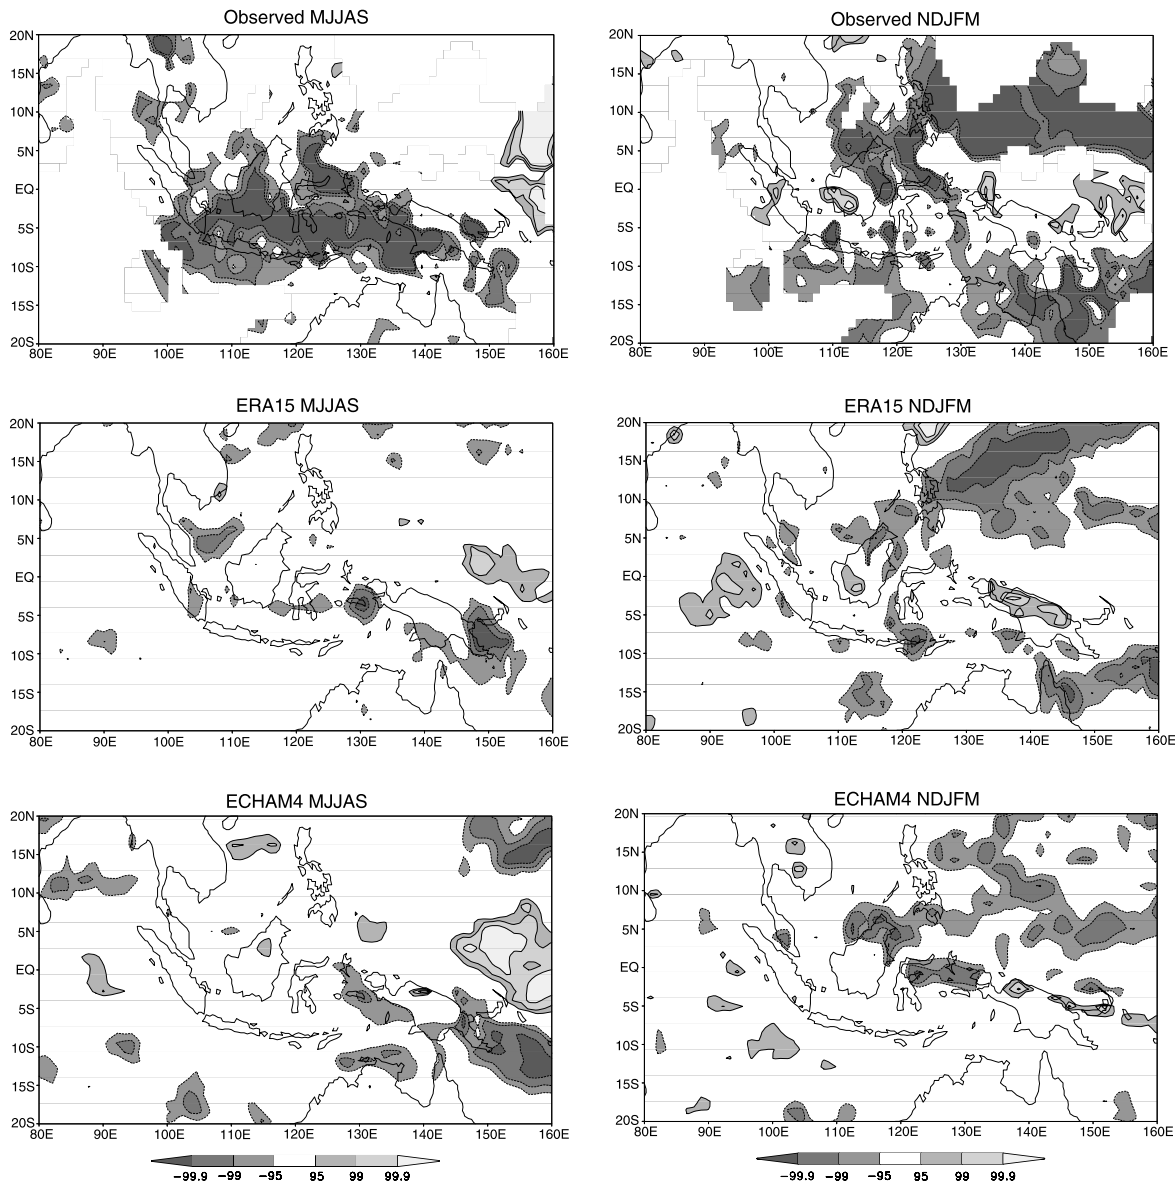 Observed MJJAS
20N
15N
10N
5N
EQ
5S
10S
15S
20S
80E 90E 100E 110E 120E 130E 140E 150E 160E
Observed NDJFM
20N
15N
10N
5N
EQ
5S
10S
15S
20S
80E 90E 100E 110E 120E 130E 140E 150E 160E
ERA15 MJJAS
20N
15N
10N
5N
EQ
5S
10S
15S
20S
80E 90E 100E 110E 120E 130E 140E 150E 160E
ERA15 NDJFM
20N
15N
10N
5N
EQ
5S
10S
15S
20S
80E 90E 100E 110E 120E 130E 140E 150E 160E
ECHAM4 MJJAS
20N
15N
10N
5N
EQ
5S
10S
15S
20S
80E 90E 100E 110E 120E 130E 140E 150E 160E
ECHAM4 NDJFM
20N
15N
10N
5N
EQ
5S
10S
15S
20S
80E 90E 100E 110E 120E 130E 140E 150E 160E
−99.9 −99 −95 95 99 99.9
−99.9 −99 −95 95 99 99.9